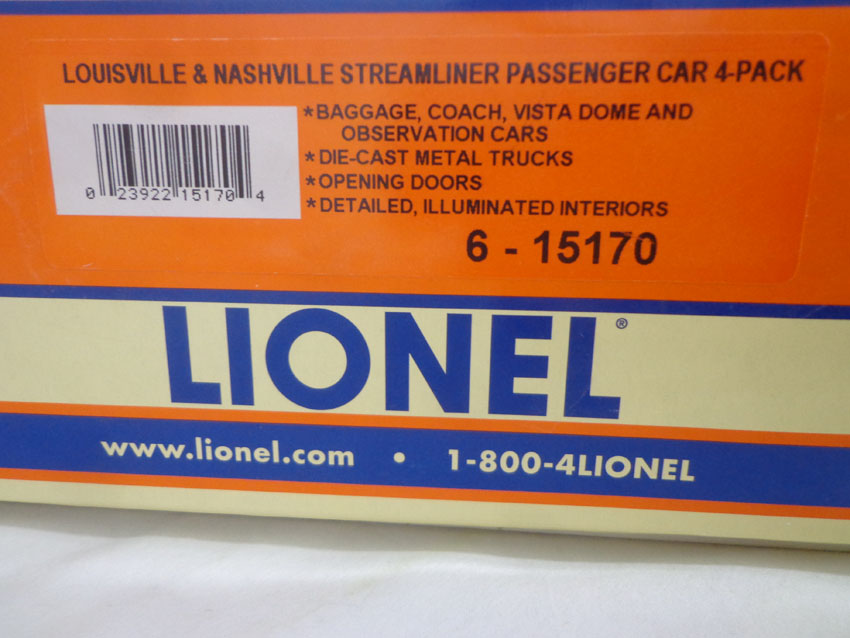 LOUISVILLE & NASHVILLE STREAMLINER PASSENGER CAR 4-PACK
*BAGGAGE, COACH, VISTA DOME AND
OBSERVATION CARS
*DIE-CAST METAL TRUCKS
*OPENING DOORS
*DETAILED, ILLUMINATED INTERIORS
0 23922 15170 4
6 - 15170
LIONEL®
www.lionel.com • 1-800-4LIONEL